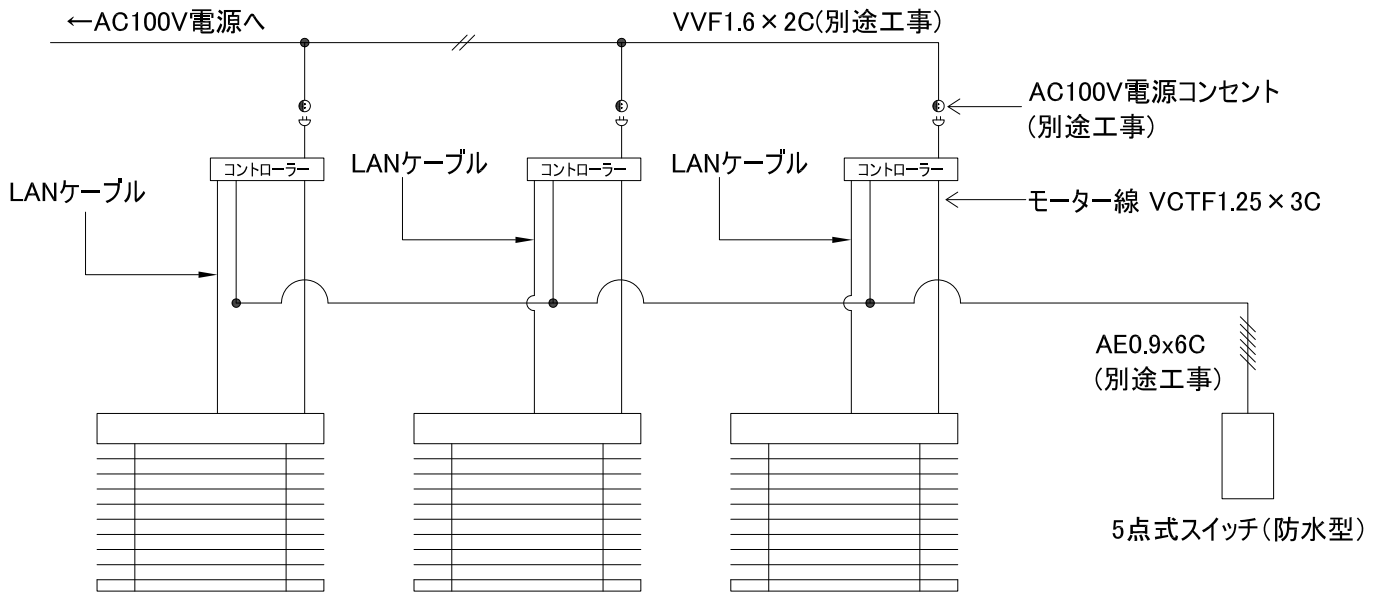 ←AC100V電源へ
VVF1.6×2C(別途工事)
AC100V電源コンセント
(別途工事)
コントローラー
コントローラー
コントローラー
LANケーブル
LANケーブル
LANケーブル
モーター線 VCTF1.25×3C
AE0.9x6C
(別途工事)
5点式スイッチ(防水型)